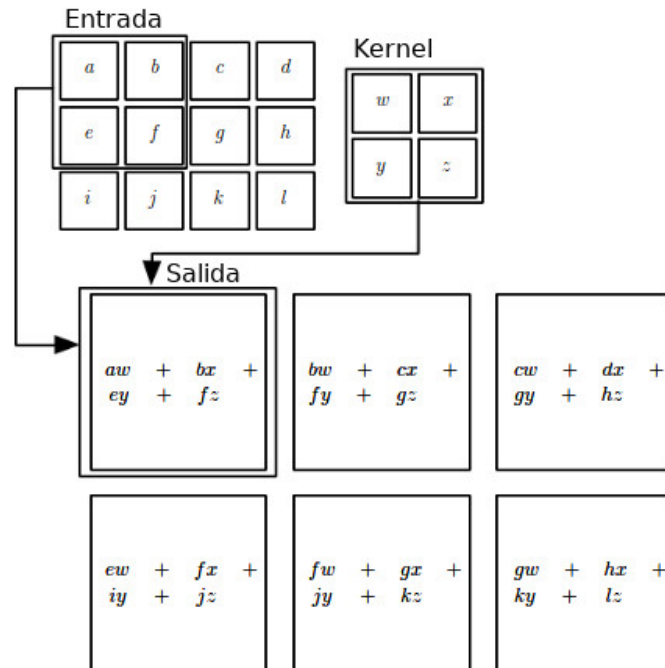 Entrada
Kernel
a b c d
w x
e f g h
y z
i j k l
Salida
aw + bx + bw + cx + cw + dx +
ey + fz fy + gz gy + hz
ew + fx + fw + gx + gw + hx +
iy + jz jy + kz ky + lz